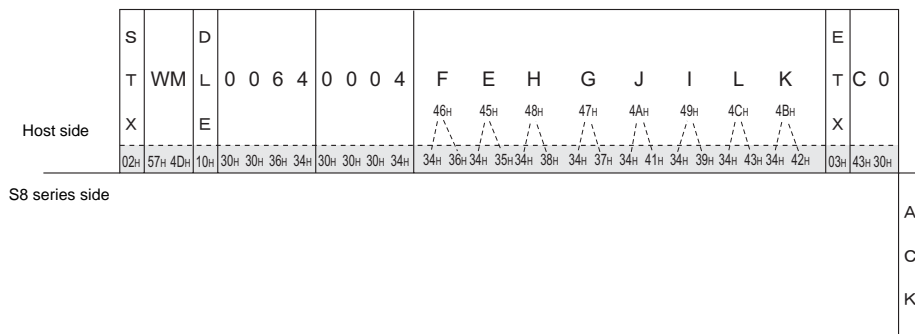 S D E
T WM L 0 0 6 4 0 0 0 4 F E H G J I L K T C 0
X E 46H 45H 48H 47H 4AH 49H 4CH 4BH X
Host side
02H 57H 4DH 10H 30H 30H 36H 34H 30H 30H 30H 34H 34H 36H 34H 35H 34H 38H 34H 37H 34H 41H 34H 39H 34H 43H 34H 42H 03H 43H 30H
S8 series side
A
C
K